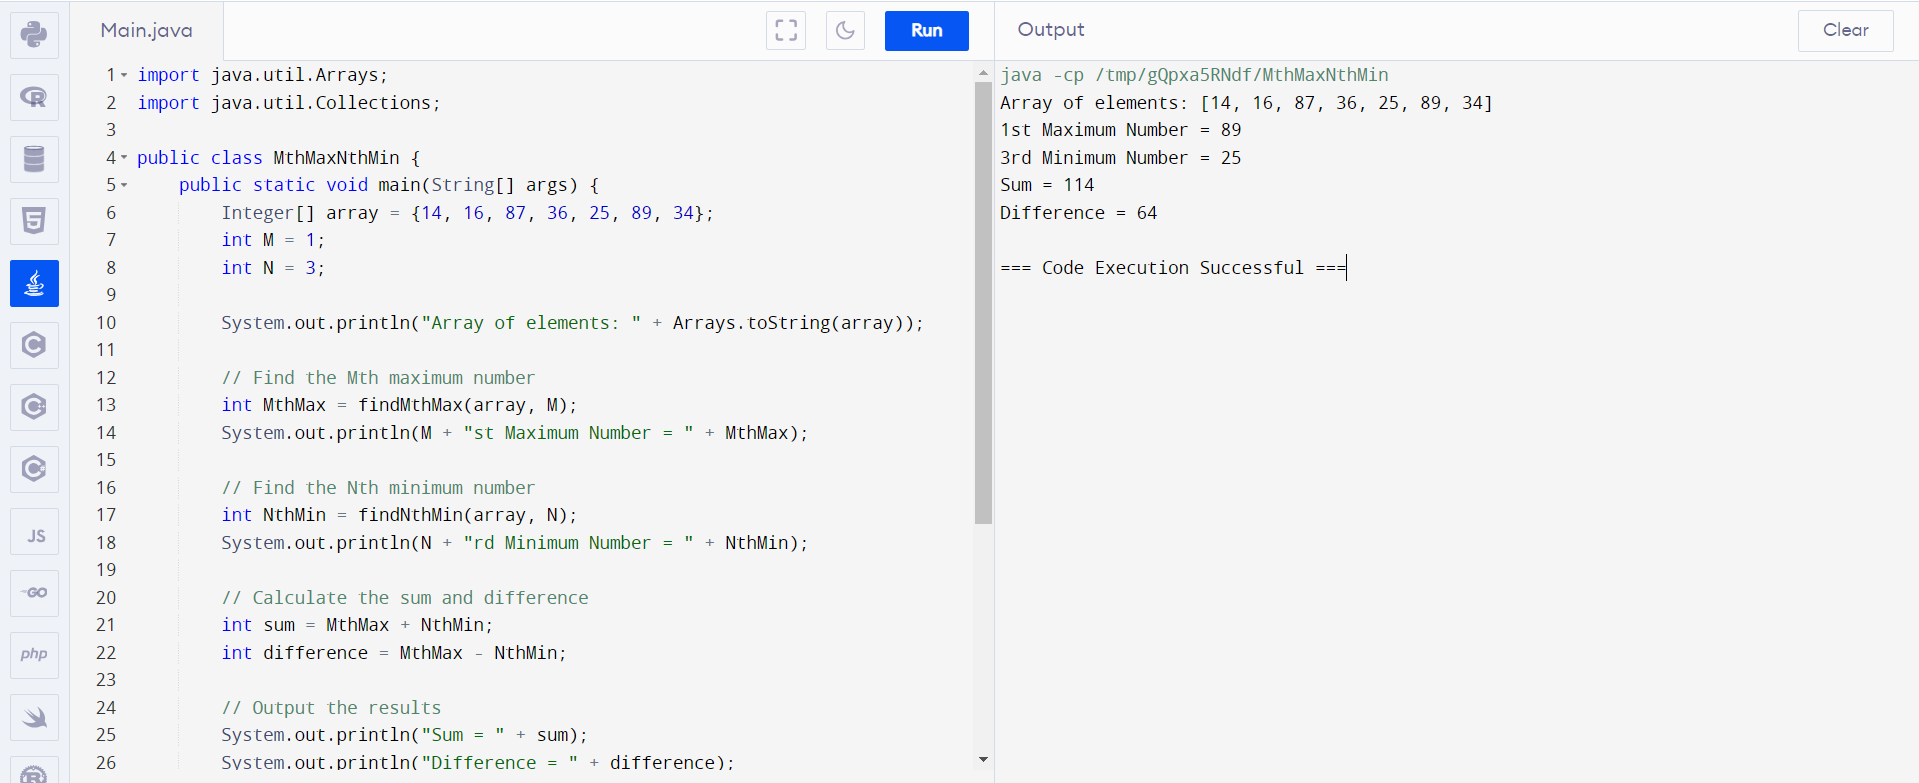 Main.java
Run
Output
Clear
1 import java.util.Arrays;
2 import java.util.Collections;
3
4 public class MthMaxNthMin {
5     public static void main(String[] args) {
6         Integer[] array = {14, 16, 87, 36, 25, 89, 34};
7         int M = 1;
8         int N = 3;
9
10         System.out.println("Array of elements: " + Arrays.toString(array));
11
12         // Find the Mth maximum number
13         int MthMax = findMthMax(array, M);
14         System.out.println(M + "st Maximum Number = " + MthMax);
15
16         // Find the Nth minimum number
17         int NthMin = findNthMin(array, N);
18         System.out.println(N + "rd Minimum Number = " + NthMin);
19
20         // Calculate the sum and difference
21         int sum = MthMax + NthMin;
22         int difference = MthMax - NthMin;
23
24         // Output the results
25         System.out.println("Sum = " + sum);
26         System.out.println("Difference = " + difference);
java -cp /tmp/gQpxa5RNdf/MthMaxNthMin
Array of elements: [14, 16, 87, 36, 25, 89, 34]
1st Maximum Number = 89
3rd Minimum Number = 25
Sum = 114
Difference = 64
=== Code Execution Successful ===
R
5
C
C
C
JS
GO
php
R